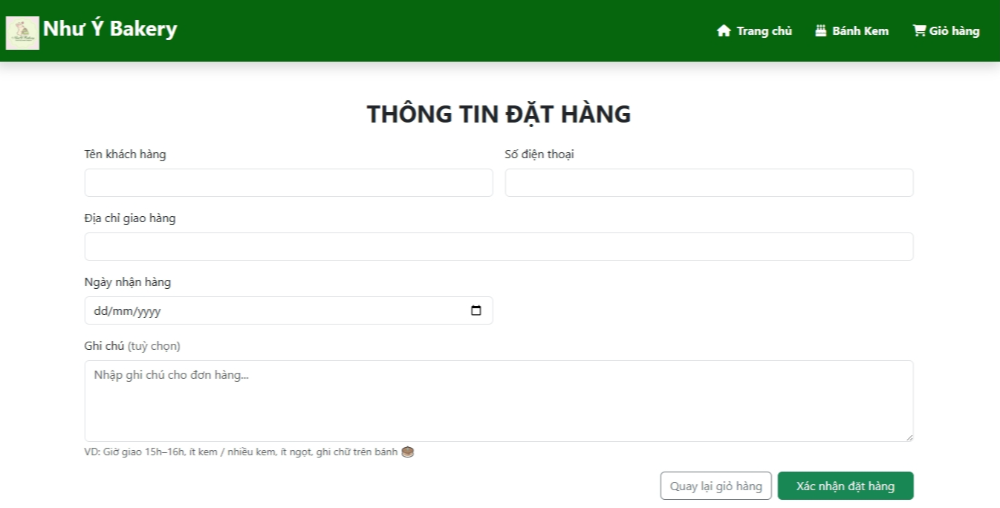 Như Ý Bakery
Trang chủ
Bánh Kem
Giỏ hàng
THÔNG TIN ĐẶT HÀNG
Tên khách hàng
Số điện thoại
Địa chỉ giao hàng
Ngày nhận hàng
dd/mm/yyyy
Ghi chú (tuỳ chọn)
Nhập ghi chú cho đơn hàng...
VD: Giờ giao 15h–16h, ít kem / nhiều kem, ít ngọt, ghi chữ trên bánh
Quay lại giỏ hàng
Xác nhận đặt hàng